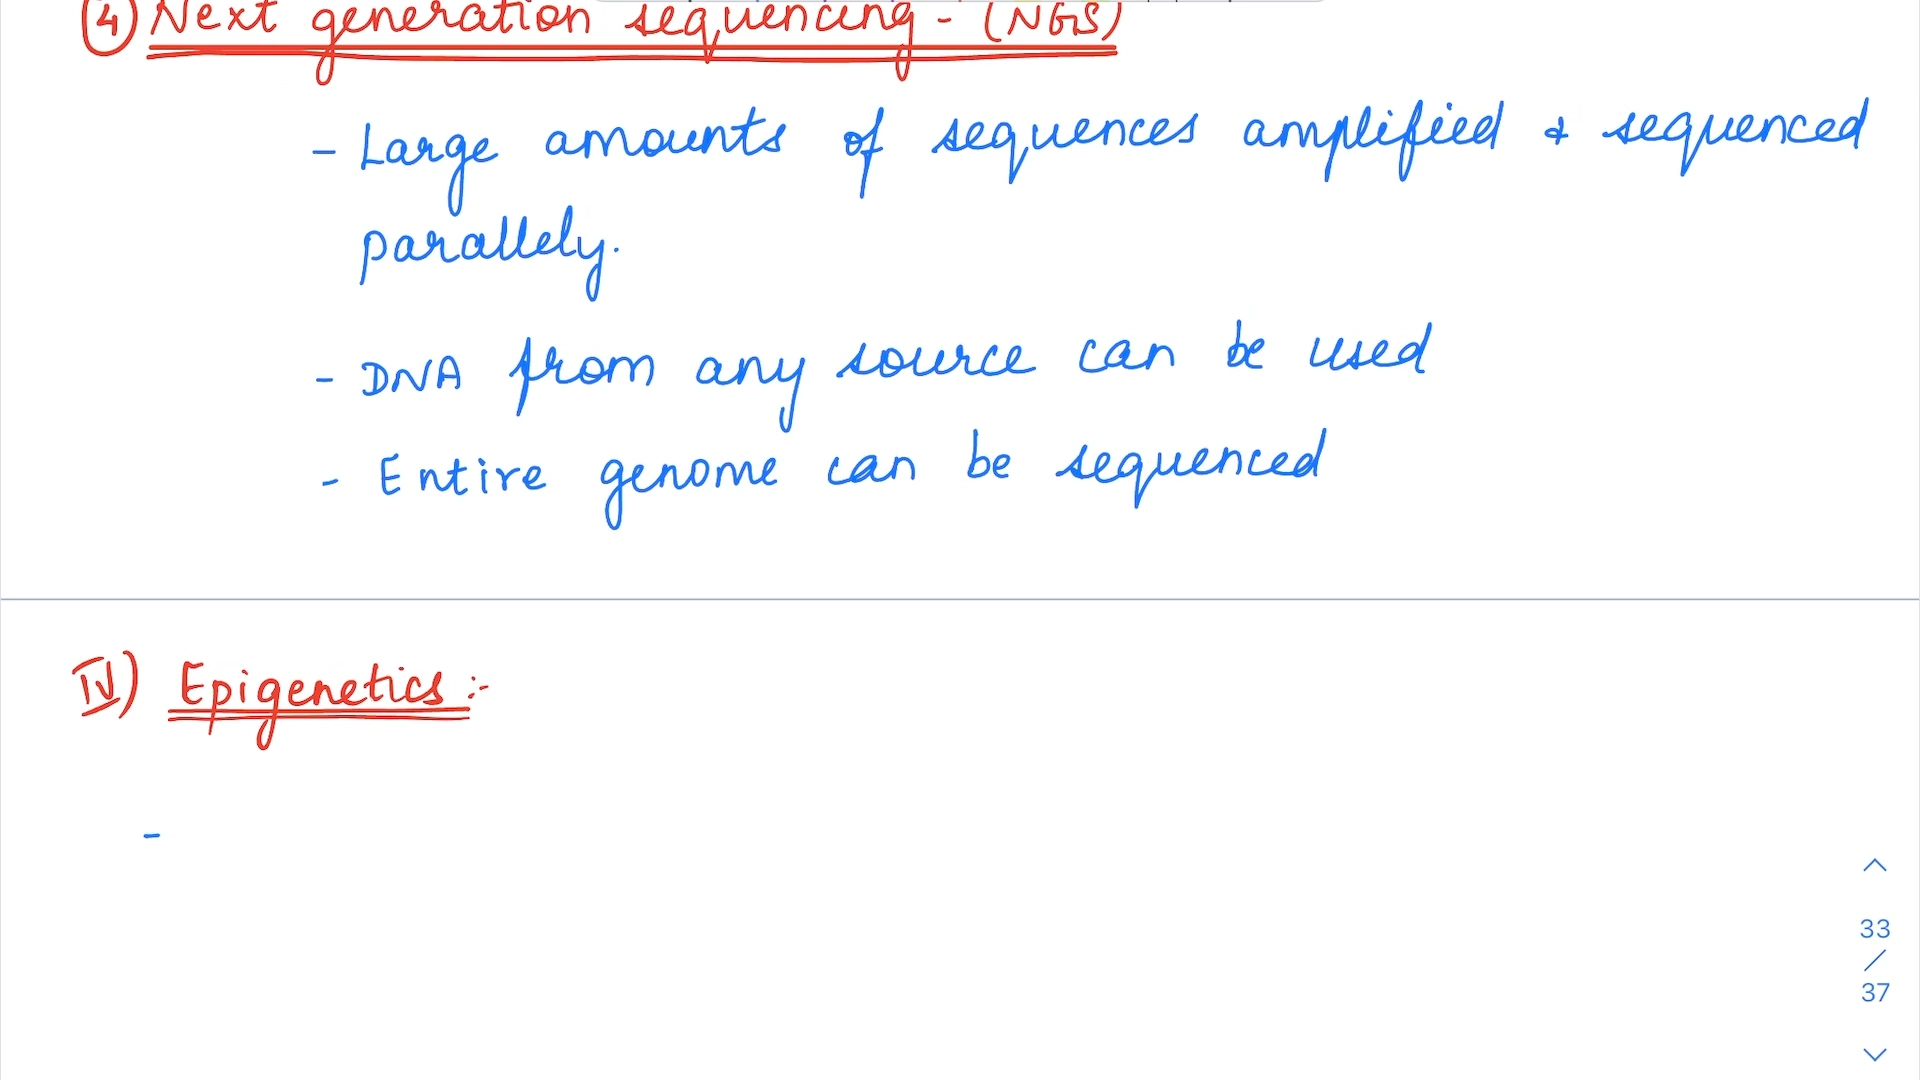 ④ Next generation sequencing - (NGS)
- Large amounts of sequences amplified & sequenced
parallely.
- DNA from any source can be used
- Entire genome can be sequenced
IV) Epigenetics :-
-
33
/
37